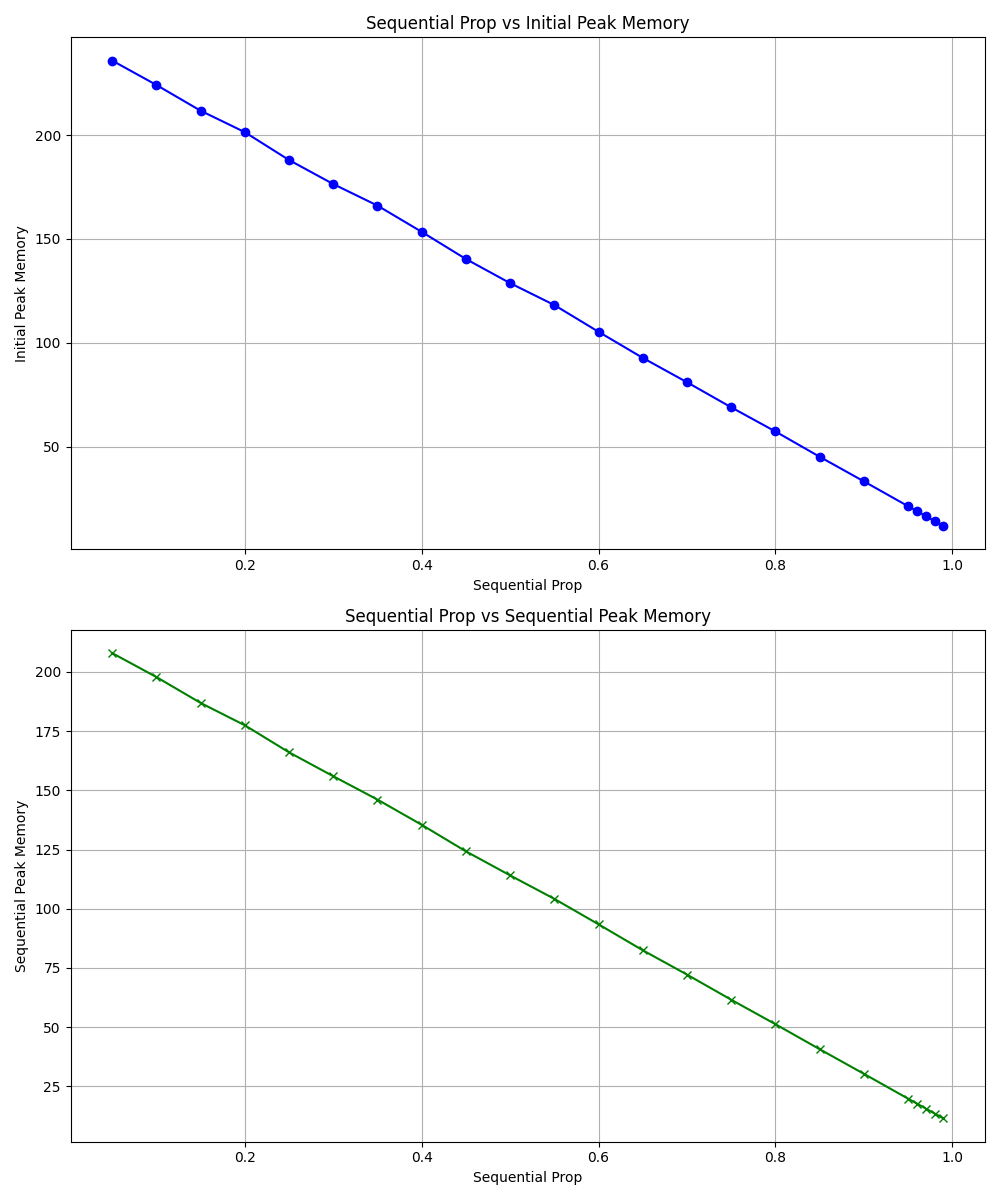 Sequential Prop vs Initial Peak Memory
Initial Peak Memory
200
150
100
50
0.2 0.4 0.6 0.8 1.0
Sequential Prop
Sequential Prop vs Sequential Peak Memory
Sequential Peak Memory
200
175
150
125
100
75
50
25
0.2 0.4 0.6 0.8 1.0
Sequential Prop